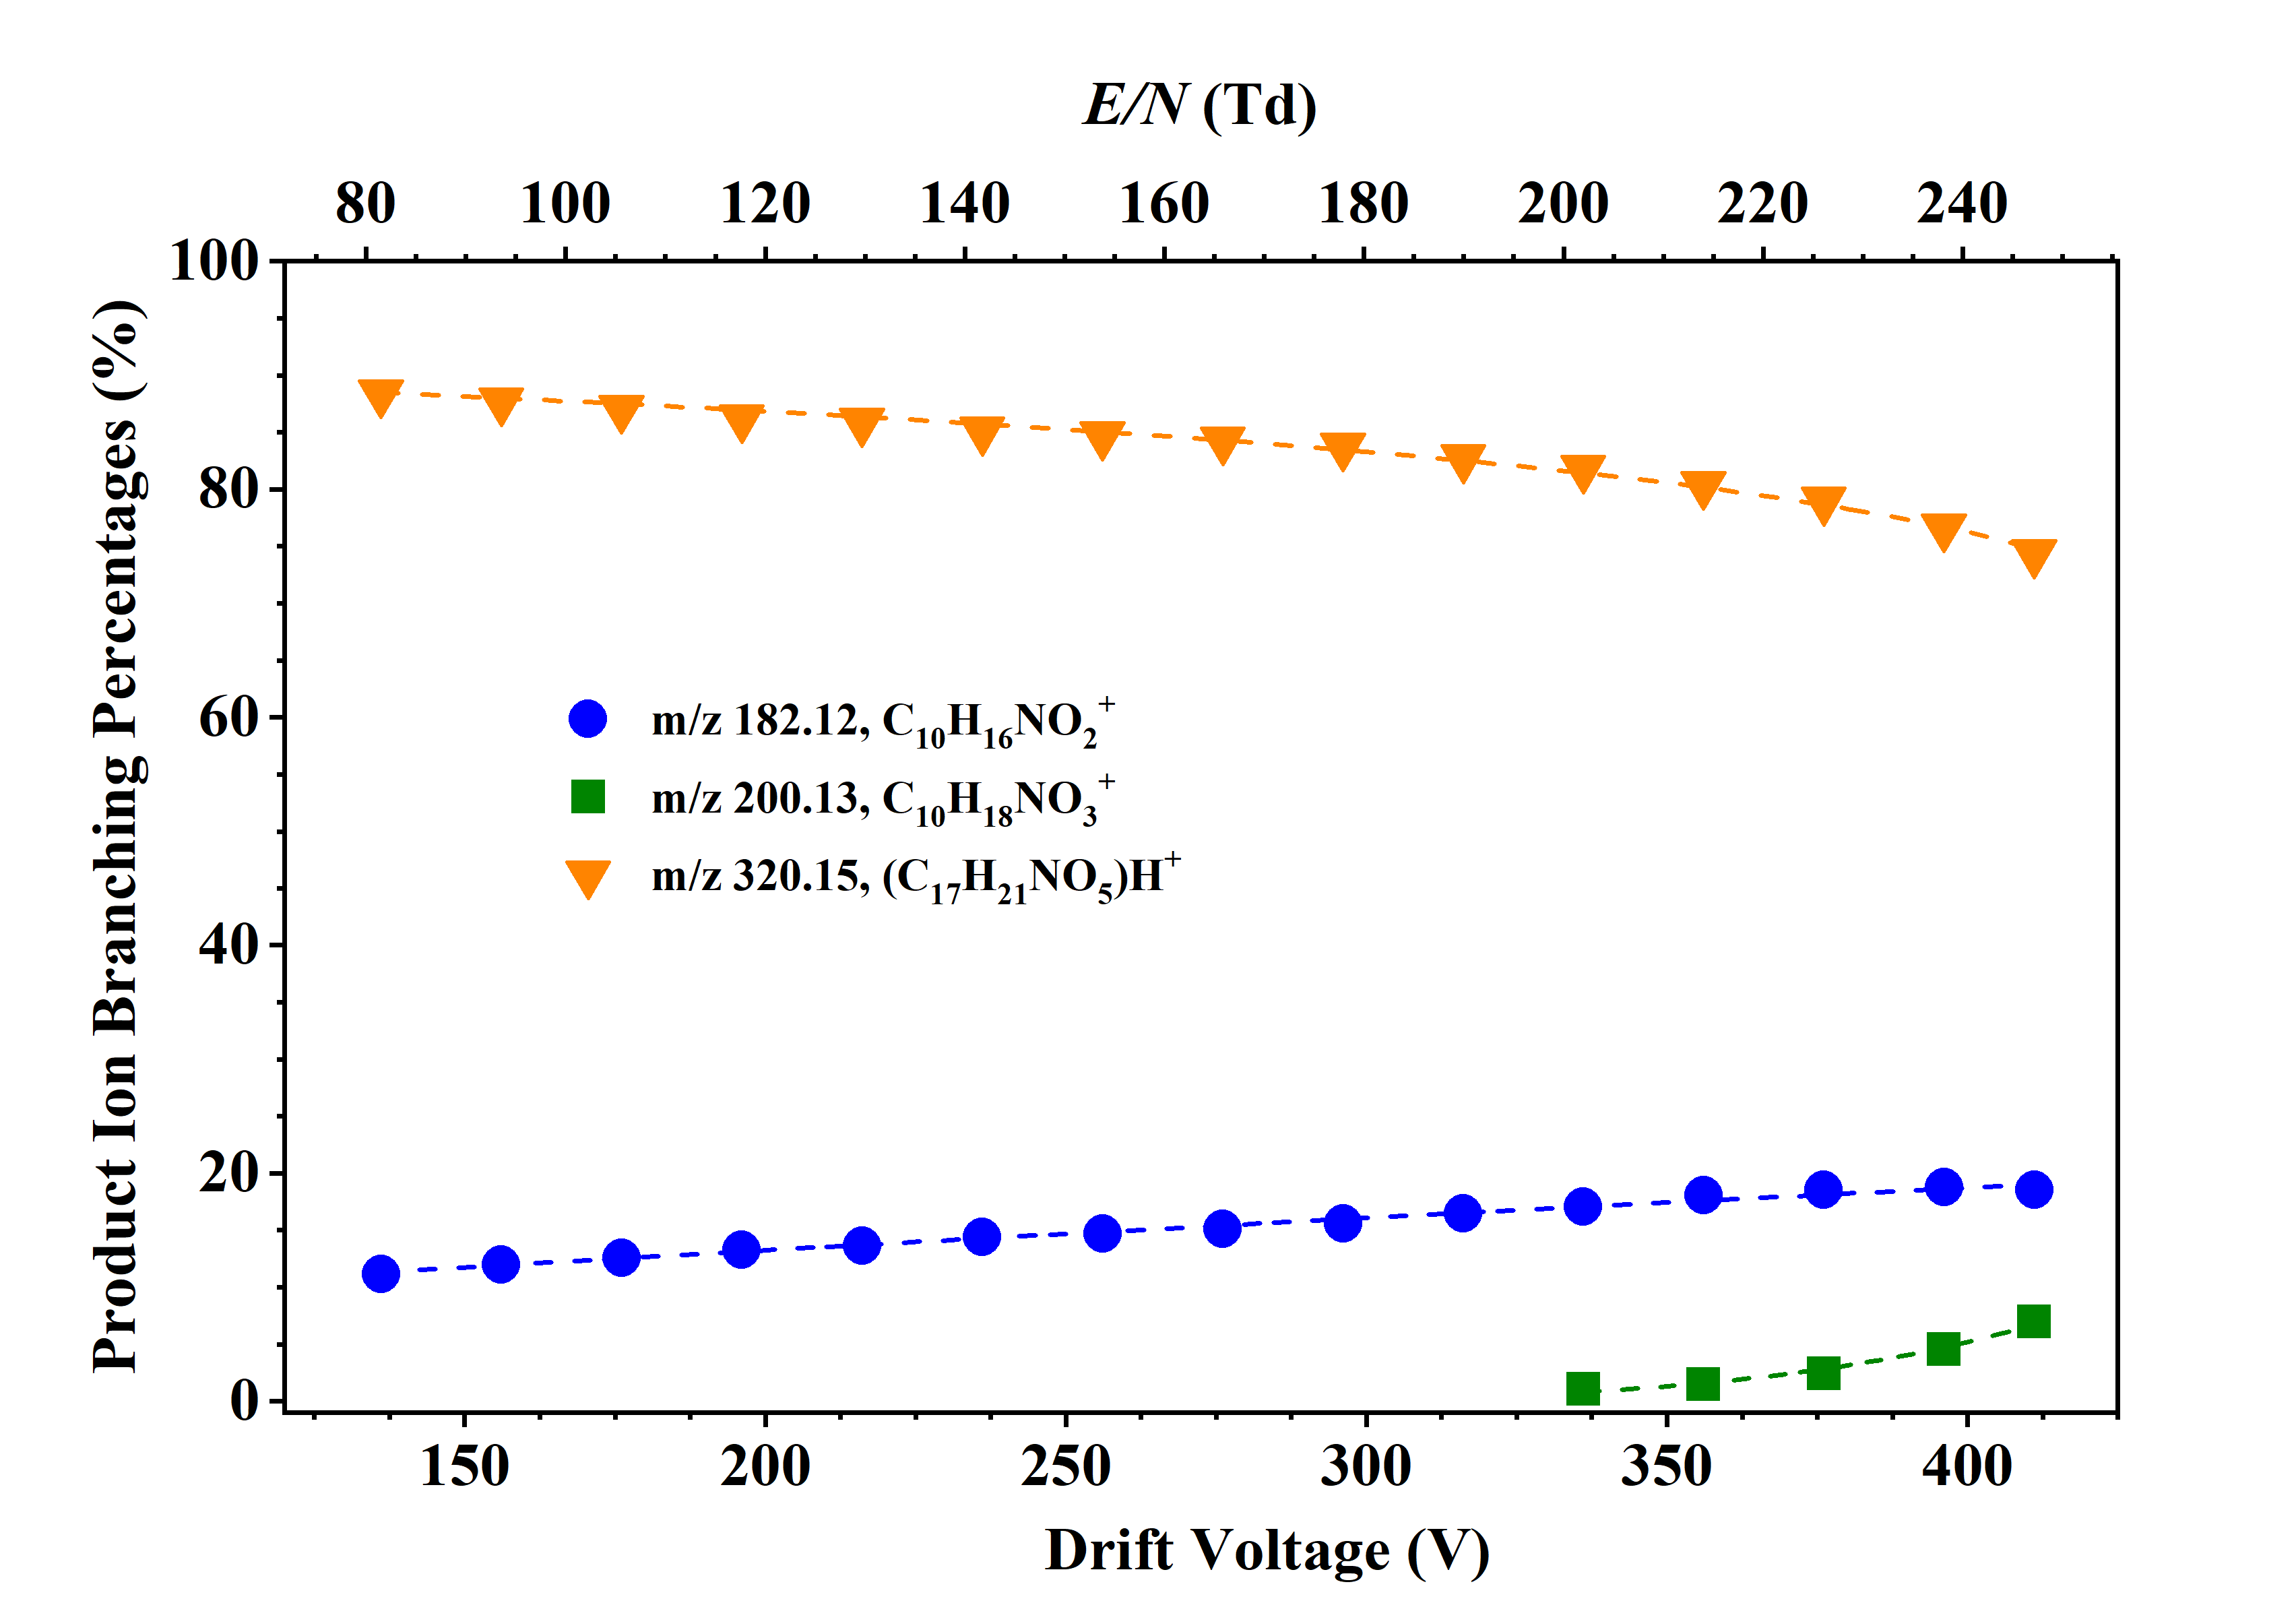 E/N (Td)
80 100 120 140 160 180 200 220 240
100
80
60
40
20
0
Product Ion Branching Percentages (%)
m/z 182.12, C₁₀H₁₆NO₂⁺
m/z 200.13, C₁₀H₁₈NO₃⁺
m/z 320.15, (C₁₇H₂₁NO₅)H⁺
150 200 250 300 350 400
Drift Voltage (V)